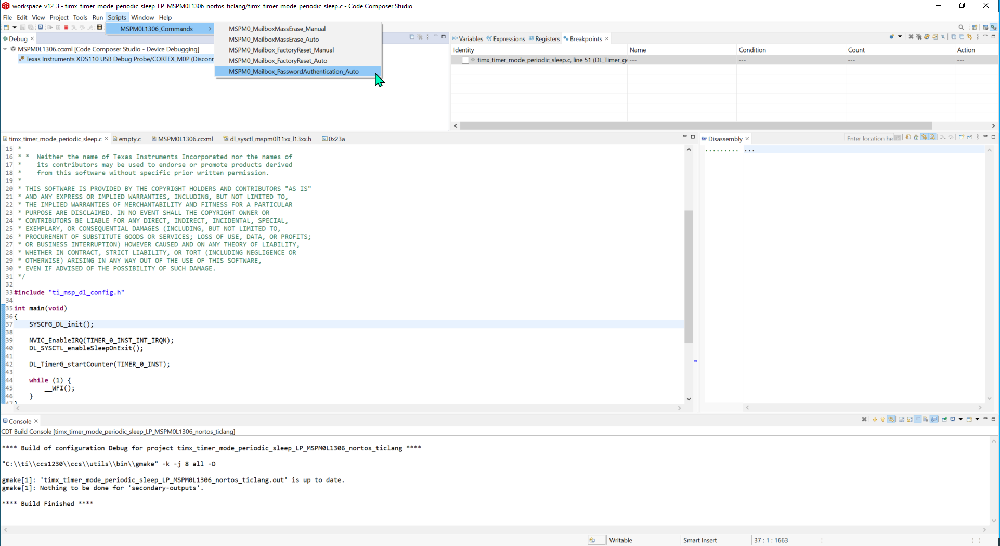 workspace_v12_3 - timx_timer_mode_periodic_sleep_LP_MSPM0L1306_nortos_ticlang/timx_timer_mode_periodic_sleep.c - Code Composer Studio
File Edit View Project Tools Run Scripts Window Help
MSPM0L1306_Commands
MSPM0_MailboxMassErase_Manual
MSPM0_MailboxMassErase_Auto
MSPM0_Mailbox_FactoryReset_Manual
MSPM0_Mailbox_FactoryReset_Auto
MSPM0_Mailbox_PasswordAuthentication_Auto
Debug
MSPM0L1306.ccxml [Code Composer Studio - Device Debugging]
Texas Instruments XDS110 USB Debug Probe/CORTEX_M0P (Disconr
Variables Expressions Registers Breakpoints
Identity Name Condition Count Action
timx_timer_mode_periodic_sleep.c, line 51 (DL_Timer_ge --- --- --- ---
timx_timer_mode_periodic_sleep.c empty.c MSPM0L1306.ccxml dl_sysctl_mspm0l11xx_l13xx.h 0x23a
15 *
16 * * Neither the name of Texas Instruments Incorporated nor the names of
17 * its contributors may be used to endorse or promote products derived
18 * from this software without specific prior written permission.
19 *
20 * THIS SOFTWARE IS PROVIDED BY THE COPYRIGHT HOLDERS AND CONTRIBUTORS "AS IS"
21 * AND ANY EXPRESS OR IMPLIED WARRANTIES, INCLUDING, BUT NOT LIMITED TO,
22 * THE IMPLIED WARRANTIES OF MERCHANTABILITY AND FITNESS FOR A PARTICULAR
23 * PURPOSE ARE DISCLAIMED. IN NO EVENT SHALL THE COPYRIGHT OWNER OR
24 * CONTRIBUTORS BE LIABLE FOR ANY DIRECT, INDIRECT, INCIDENTAL, SPECIAL,
25 * EXEMPLARY, OR CONSEQUENTIAL DAMAGES (INCLUDING, BUT NOT LIMITED TO,
26 * PROCUREMENT OF SUBSTITUTE GOODS OR SERVICES; LOSS OF USE, DATA, OR PROFITS;
27 * OR BUSINESS INTERRUPTION) HOWEVER CAUSED AND ON ANY THEORY OF LIABILITY,
28 * WHETHER IN CONTRACT, STRICT LIABILITY, OR TORT (INCLUDING NEGLIGENCE OR
29 * OTHERWISE) ARISING IN ANY WAY OUT OF THE USE OF THIS SOFTWARE,
30 * EVEN IF ADVISED OF THE POSSIBILITY OF SUCH DAMAGE.
31 */
32
33 #include "ti_msp_dl_config.h"
34
35 int main(void)
36 {
37 SYSCFG_DL_init();
38
39 NVIC_EnableIRQ(TIMER_0_INST_INT_IRQN);
40 DL_SYSCTL_enableSleepOnExit();
41
42 DL_TimerG_startCounter(TIMER_0_INST);
43
44 while (1) {
45 __WFI();
46 }
47 }
Disassembly
Enter location he
......... ...
Console
CDT Build Console [timx_timer_mode_periodic_sleep_LP_MSPM0L1306_nortos_ticlang]
**** Build of configuration Debug for project timx_timer_mode_periodic_sleep_LP_MSPM0L1306_nortos_ticlang ****
"C:\\ti\\ccs1230\\ccs\\utils\\bin\\gmake" -k -j 8 all -O
gmake[1]: 'timx_timer_mode_periodic_sleep_LP_MSPM0L1306_nortos_ticlang.out' is up to date.
gmake[1]: Nothing to be done for 'secondary-outputs'.
**** Build Finished ****
Writable Smart Insert 37 : 1 : 1663